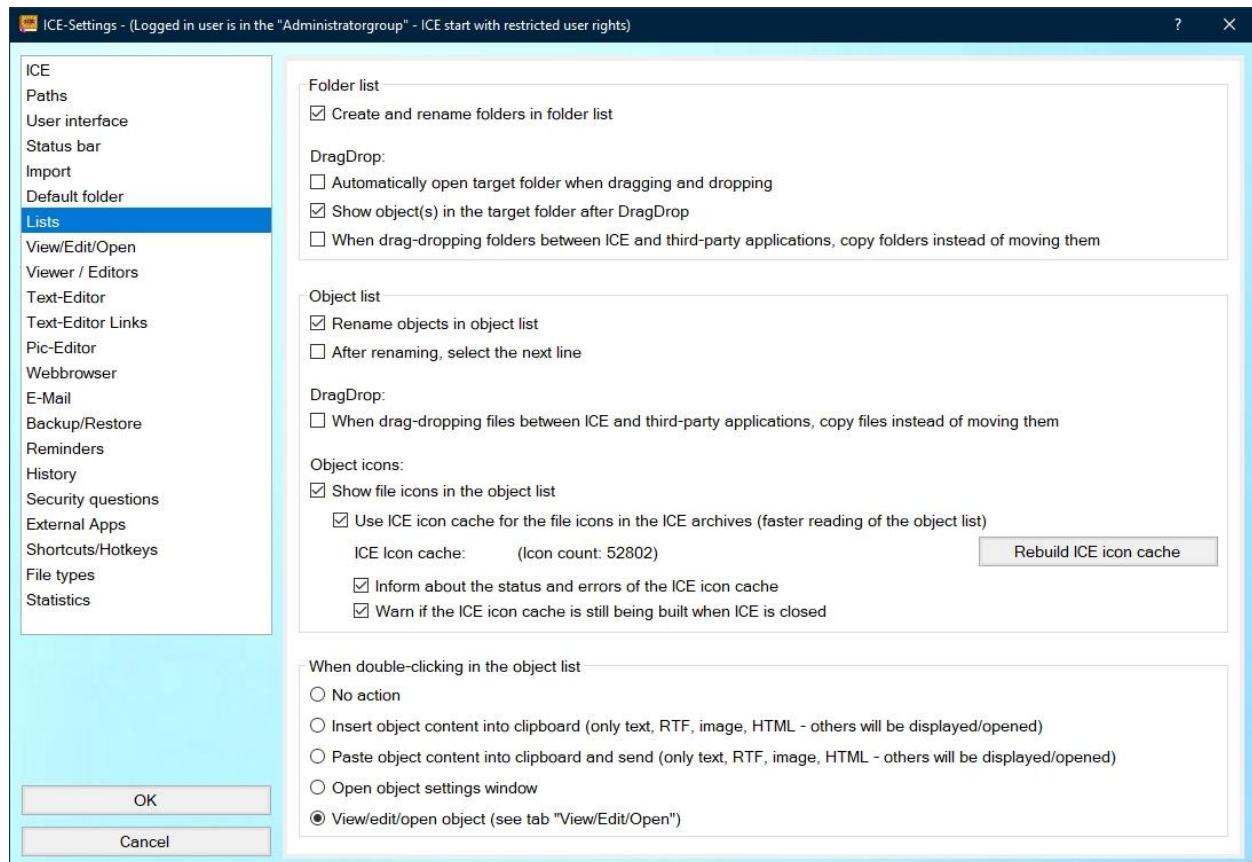 ICE-Settings - (Logged in user is in the "Administratorgroup" - ICE start with restricted user rights)
?
ICE
Paths
User interface
Status bar
Import
Default folder
Lists
View/Edit/Open
Viewer / Editors
Text-Editor
Text-Editor Links
Pic-Editor
Webbrowser
E-Mail
Backup/Restore
Reminders
History
Security questions
External Apps
Shortcuts/Hotkeys
File types
Statistics
OK
Cancel
Folder list
Create and rename folders in folder list
DragDrop:
Automatically open target folder when dragging and dropping
Show object(s) in the target folder after DragDrop
When drag-dropping folders between ICE and third-party applications, copy folders instead of moving them
Object list
Rename objects in object list
After renaming, select the next line
DragDrop:
When drag-dropping files between ICE and third-party applications, copy files instead of moving them
Object icons:
Show file icons in the object list
Use ICE icon cache for the file icons in the ICE archives (faster reading of the object list)
ICE Icon cache: (Icon count: 52802) Rebuild ICE icon cache
Inform about the status and errors of the ICE icon cache
Warn if the ICE icon cache is still being built when ICE is closed
When double-clicking in the object list
No action
Insert object content into clipboard (only text, RTF, image, HTML - others will be displayed/opened)
Paste object content into clipboard and send (only text, RTF, image, HTML - others will be displayed/opened)
Open object settings window
View/edit/open object (see tab "View/Edit/Open")